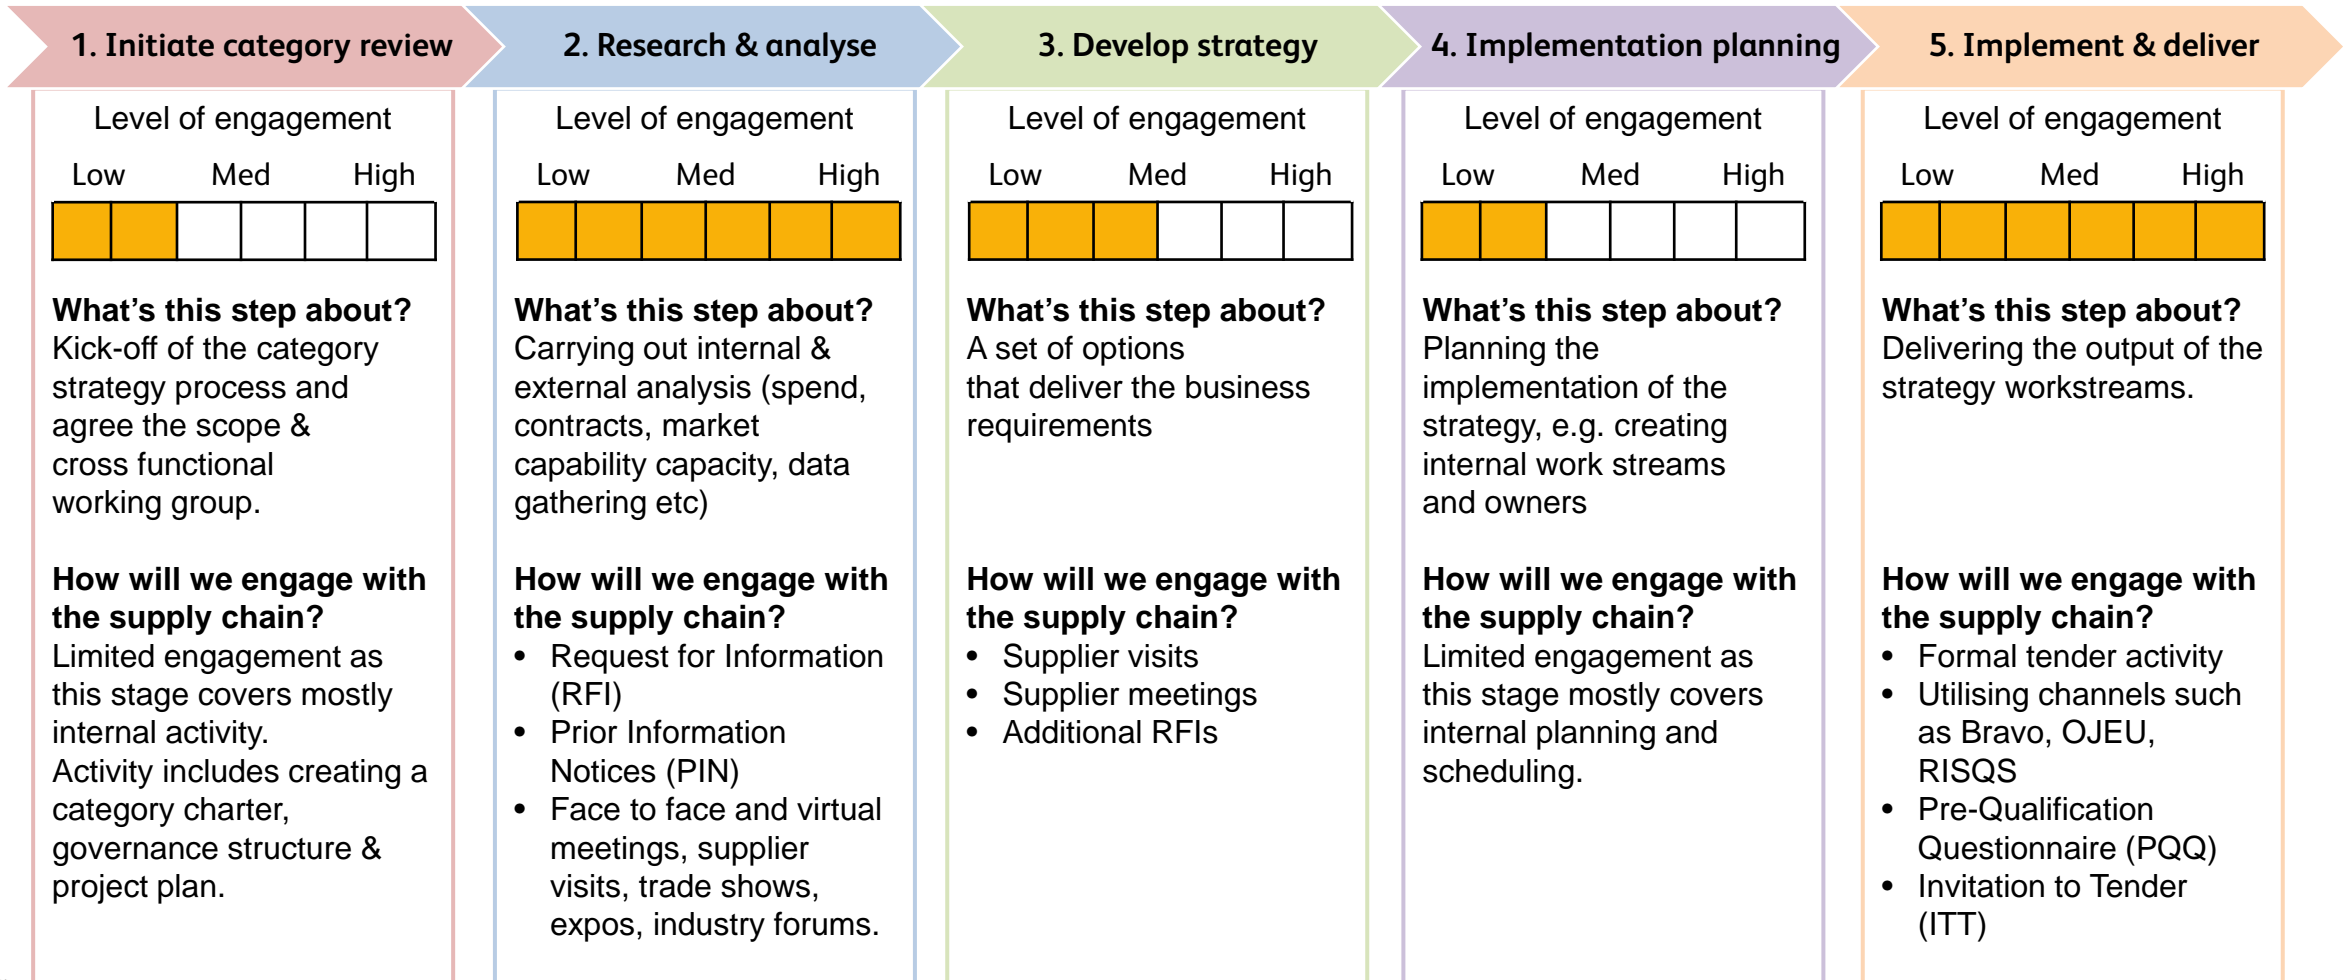 1. Initiate category review
2. Research & analyse
3. Develop strategy
4. Implementation planning
5. Implement & deliver
Level of engagement
Low Med High
What's this step about?
Kick-off of the category
strategy process and
agree the scope &
cross functional
working group.
How will we engage with
the supply chain?
Limited engagement as
this stage covers mostly
internal activity.
Activity includes creating a
category charter,
governance structure &
project plan.
Level of engagement
Low Med High
What's this step about?
Carrying out internal &
external analysis (spend,
contracts, market
capability capacity, data
gathering etc)
How will we engage with
the supply chain?
• Request for Information
(RFI)
• Prior Information
Notices (PIN)
• Face to face and virtual
meetings, supplier
visits, trade shows,
expos, industry forums.
Level of engagement
Low Med High
What's this step about?
A set of options
that deliver the business
requirements
How will we engage with
the supply chain?
• Supplier visits
• Supplier meetings
• Additional RFIs
Level of engagement
Low Med High
What's this step about?
Planning the
implementation of the
strategy, e.g. creating
internal work streams
and owners
How will we engage with
the supply chain?
Limited engagement as
this stage mostly covers
internal planning and
scheduling.
Level of engagement
Low Med High
What's this step about?
Delivering the output of the
strategy workstreams.
How will we engage with
the supply chain?
• Formal tender activity
• Utilising channels such
as Bravo, OJEU,
RISQS
• Pre-Qualification
Questionnaire (PQQ)
• Invitation to Tender
(ITT)